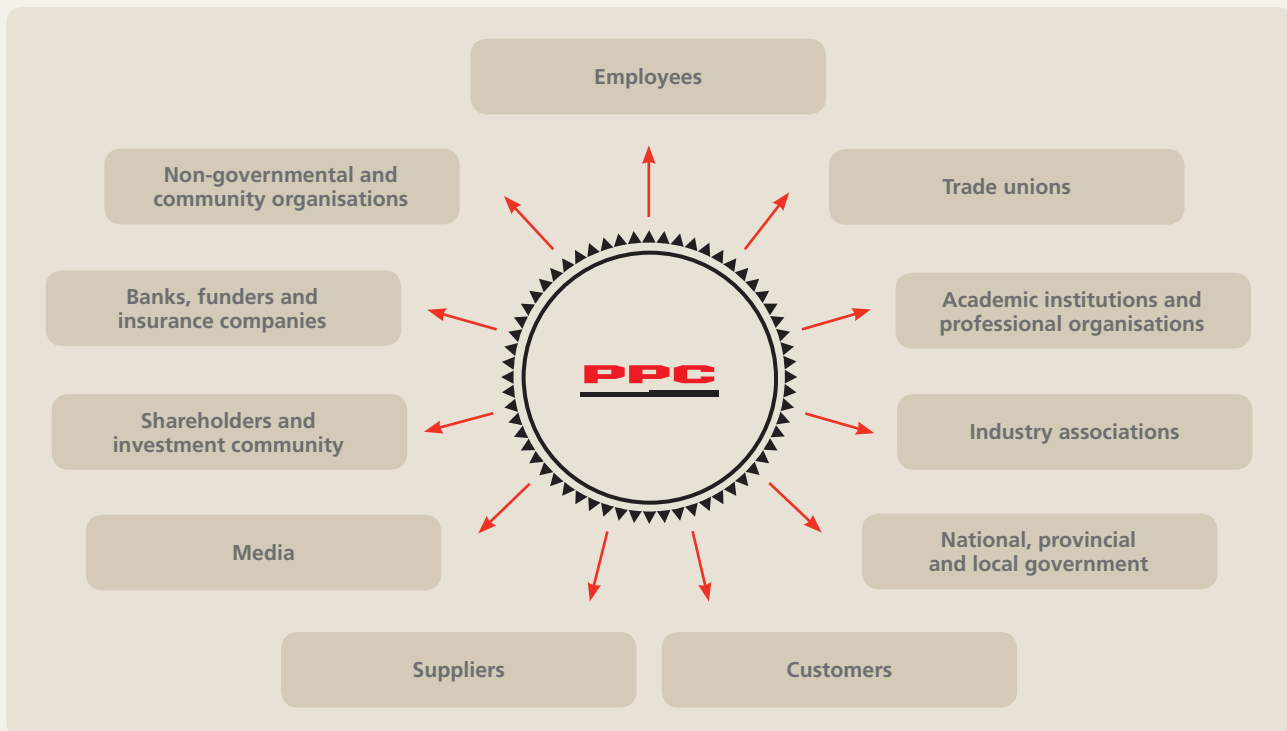 Employees
Non-governmental and
community organisations
Trade unions
Banks, funders and
insurance companies
Academic institutions and
professional organisations
PPC
Shareholders and
investment community
Industry associations
Media
National, provincial
and local government
Suppliers
Customers